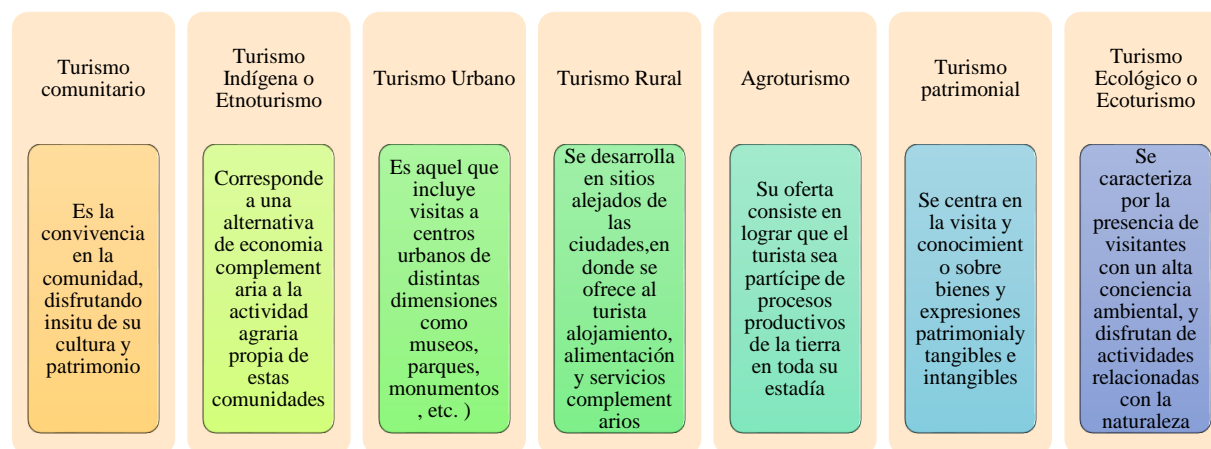 Turismo
comunitario
Es la
convivencia
en la
comunidad,
disfrutando
insitu de su
cultura y
patrimonio
Turismo
Indígena o
Etnoturismo
Corresponde
a una
alternativa
de economia
complement
aria a la
actividad
agraria
propia de
estas
comunidades
Turismo Urbano
Es aquel que
incluye
visitas a
centros
urbanos de
distintas
dimensiones
como
museos,
parques,
monumentos
, etc. )
Turismo Rural
Se desarrolla
en sitios
alejados de
las
ciudades,en
donde se
ofrece al
turista
alojamiento,
alimentación
y servicios
complement
arios
Agroturismo
Su oferta
consiste en
lograr que el
turista sea
partícipe de
procesos
productivos
de la tierra
en toda su
estadía
Turismo
patrimonial
Se centra en
la visita y
conocimient
o sobre
bienes y
expresiones
patrimonialy
tangibles e
intangibles
Turismo
Ecológico o
Ecoturismo
Se
caracteriza
por la
presencia de
visitantes
con un alta
conciencia
ambiental, y
disfrutan de
actividades
relacionadas
con la
naturaleza